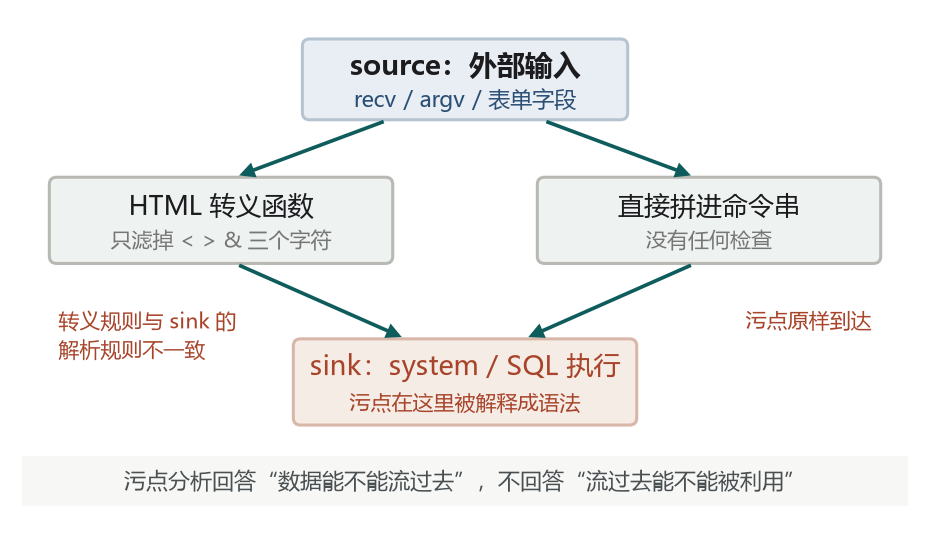 source：外部输入
recv / argv / 表单字段
HTML 转义函数
只滤掉 < > & 三个字符
直接拼进命令串
没有任何检查
转义规则与 sink 的
解析规则不一致
污点原样到达
sink：system / SQL 执行
污点在这里被解释成语法
污点分析回答“数据能不能流过去”，不回答“流过去能不能被利用”